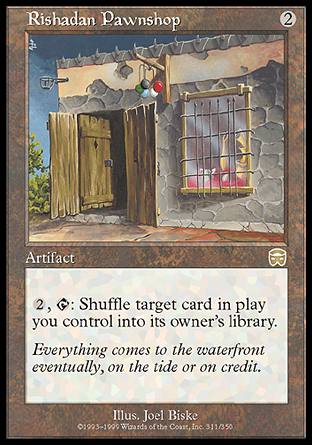 Rishadan Pawnshop 2
Artifact
2, : Shuffle target card in play
you control into its owner's library.
Everything comes to the waterfront
eventually, on the tide or on credit.
Illus. Joel Biske
©1993–1999 Wizards of the Coast, Inc. 311/350